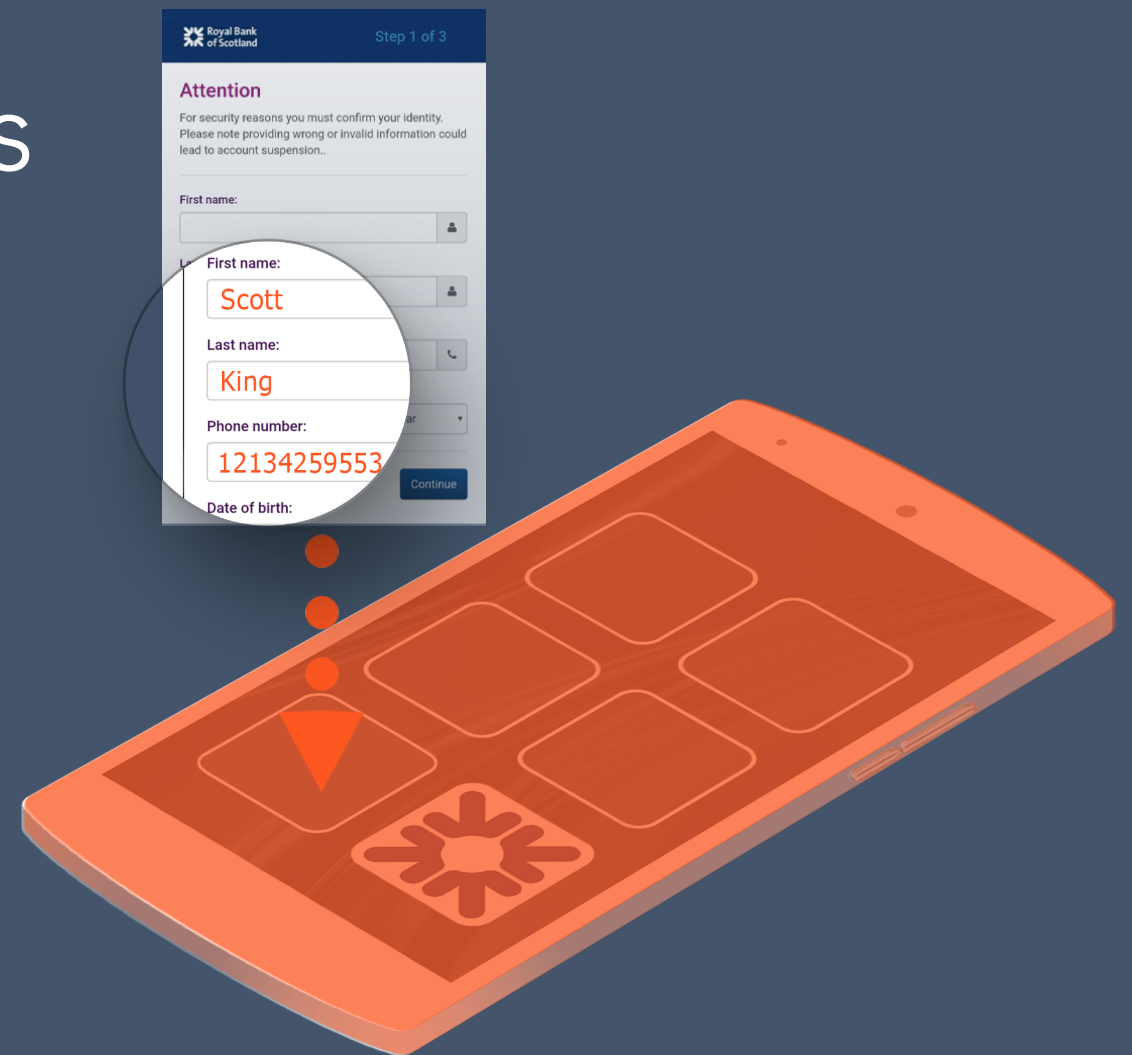 s
Royal Bank
of Scotland
Step 1 of 3
Attention
For security reasons you must confirm your identity.
Please note providing wrong or invalid information could
lead to account suspension..
First name:
First name:
Scott
Last name:
King
Phone number:
12134259553
ar
Continue
Date of birth: